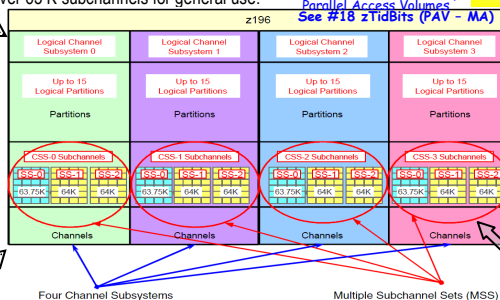 K subchannels for general use.
Parallel Access Volumes
z196
See #18 zTidBits (PAV – MA)
Logical Channel Subsystem 0
Logical Channel Subsystem 1
Logical Channel Subsystem 2
Logical Channel Subsystem 3
Up to 15 Logical Partitions
Up to 15 Logical Partitions
Up to 15 Logical Partitions
Up to 15 Logical Partitions
Partitions
Partitions
Partitions
Partitions
CSS-0 Subchannels
CSS-1 Subchannels
CSS-2 Subchannels
CSS-3 Subchannels
SS-0 SS-1 SS-2
SS-0 SS-1 SS-2
SS-0 SS-1 SS-2
SS-0 SS-1 SS-2
63.75K 64K 64K
63.75K 64K 64K
63.75K 64K 64K
63.75K 64K 64K
Channels
Channels
Channels
Channels
Four Channel Subsystems
Multiple Subchannel Sets (MSS)